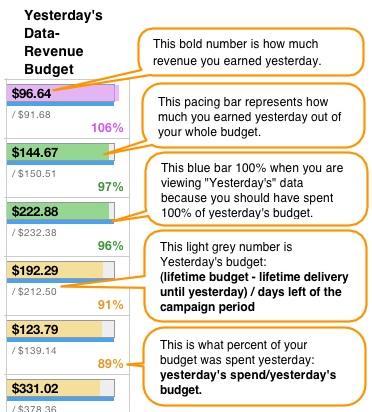 Yesterday's
Data-
Revenue
Budget
This bold number is how much
revenue you earned yesterday.
$96.64
/ $91.68
106%
This pacing bar represents how
much you earned yesterday out of
your whole budget.
$144.67
/ $150.51
97%
This blue bar 100% when you are
viewing "Yesterday's" data
because you should have spent
100% of yesterday's budget.
$222.88
/ $232.38
96%
This light grey number is
Yesterday's budget:
(lifetime budget - lifetime delivery
until yesterday) / days left of the
campaign period
$192.29
/ $212.50
91%
$123.79
/ $139.14
89%
This is what percent of your
budget was spent yesterday:
yesterday's spend/yesterday's
budget.
$331.02
/ $378.36